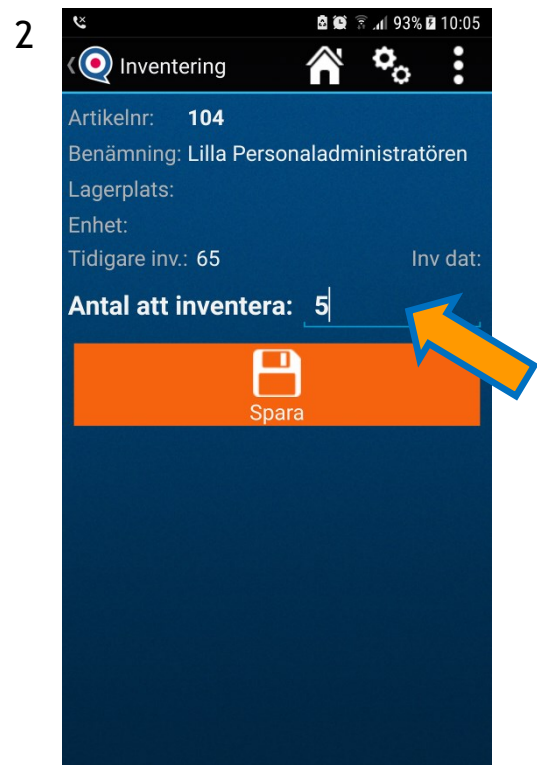 2
93% 10:05
Inventering
Artikelnr: 104
Benämning: Lilla Personaladministratören
Lagerplats:
Enhet:
Tidigare inv.: 65 Inv dat:
Antal att inventera: 5
Spara